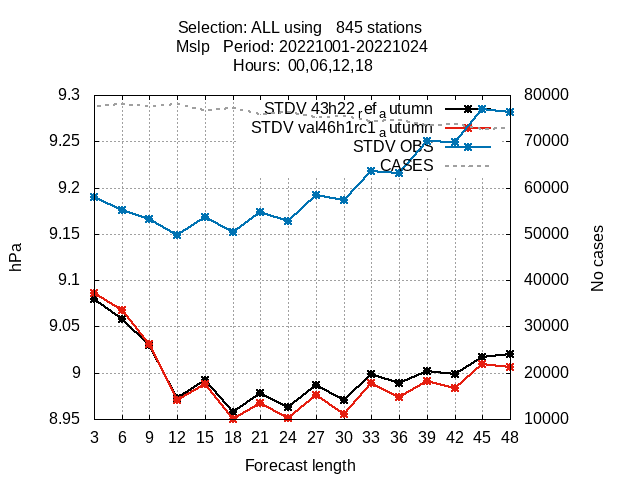 Selection: ALL using   845 stations
Mslp   Period: 20221001-20221024
Hours:  00,06,12,18
STDV 43h22_ref_autumn
STDV val46h1rc1_autumn
STDV OBS
CASES
9.3
9.25
9.2
9.15
9.1
9.05
9
8.95
80000
70000
60000
50000
40000
30000
20000
10000
hPa
No cases
3 6 9 12 15 18 21 24 27 30 33 36 39 42 45 48
Forecast length